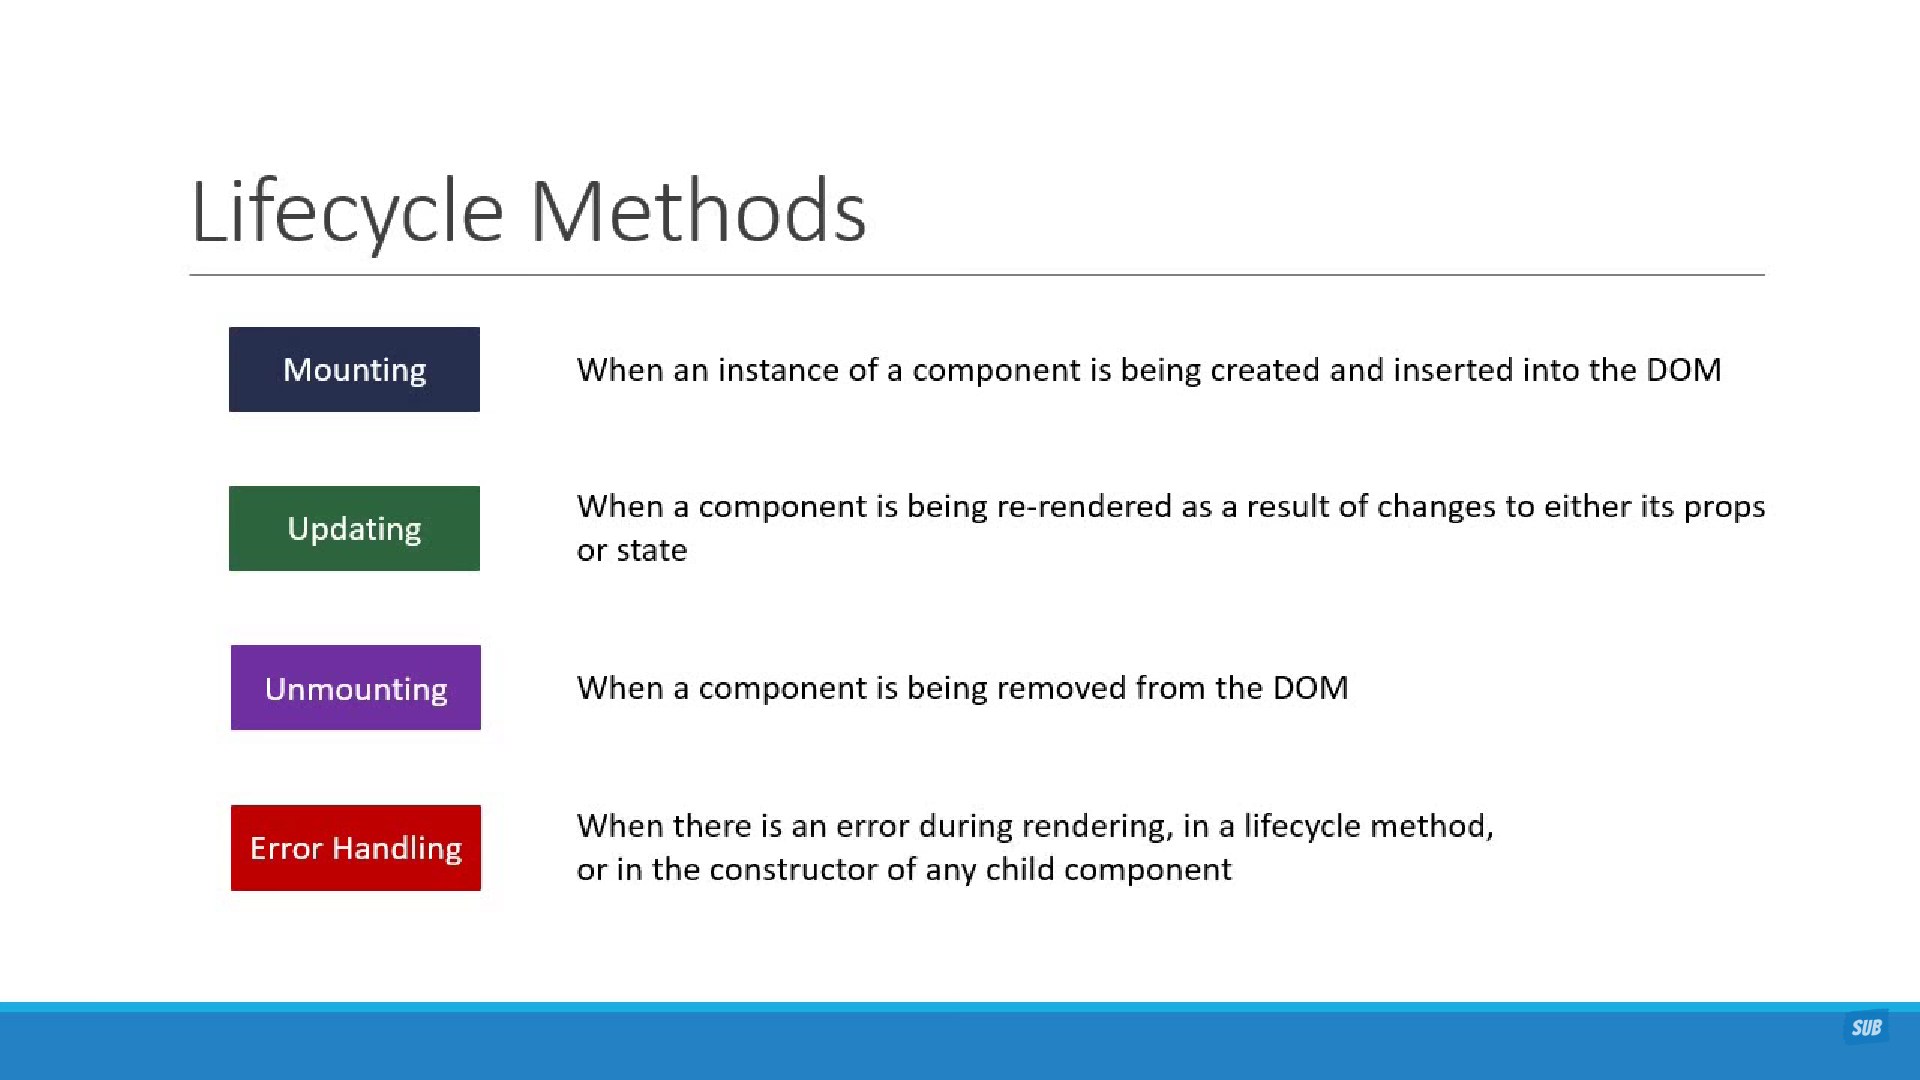 Lifecycle Methods
Mounting
When an instance of a component is being created and inserted into the DOM
Updating
When a component is being re-rendered as a result of changes to either its props
or state
Unmounting
When a component is being removed from the DOM
Error Handling
When there is an error during rendering, in a lifecycle method,
or in the constructor of any child component
SUB